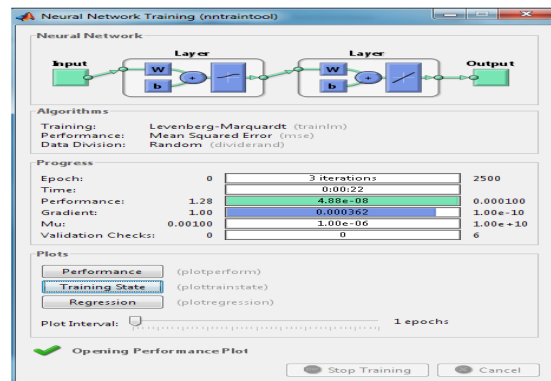 Neural Network Training (nntraintool)
Neural Network
Layer Layer
Input Output
W W
b b
+ +
Algorithms
Training: Levenberg-Marquardt (trainlm)
Performance: Mean Squared Error (mse)
Data Division: Random (dividerand)
Progress
Epoch: 0 3 iterations 2500
Time: 0:00:22
Performance: 1.28 4.88e-08 0.000100
Gradient: 1.00 0.000362 1.00e-10
Mu: 0.00100 1.00e-06 1.00e+10
Validation Checks: 0 0 6
Plots
Performance (plotperform)
Training State (plottrainstate)
Regression (plotregression)
Plot Interval: 1 epochs
Opening Performance Plot
Stop Training Cancel